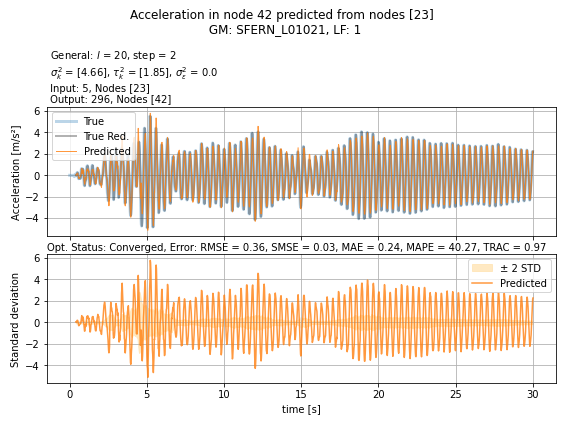 Acceleration in node 42 predicted from nodes [23]
GM: SFERN_L01021, LF: 1
General: l = 20, step = 2
σ²ₖ = [4.66], τ²ₖ = [1.85], σ²ε = 0.0
Input: 5, Nodes [23]
Output: 296, Nodes [42]
6
4
2
0
−2
−4
Acceleration [m/s²]
True
True Red.
Predicted
Opt. Status: Converged, Error: RMSE = 0.36, SMSE = 0.03, MAE = 0.24, MAPE = 40.27, TRAC = 0.97
6
4
2
0
−2
−4
Standard deviation
± 2 STD
Predicted
0 5 10 15 20 25 30
time [s]